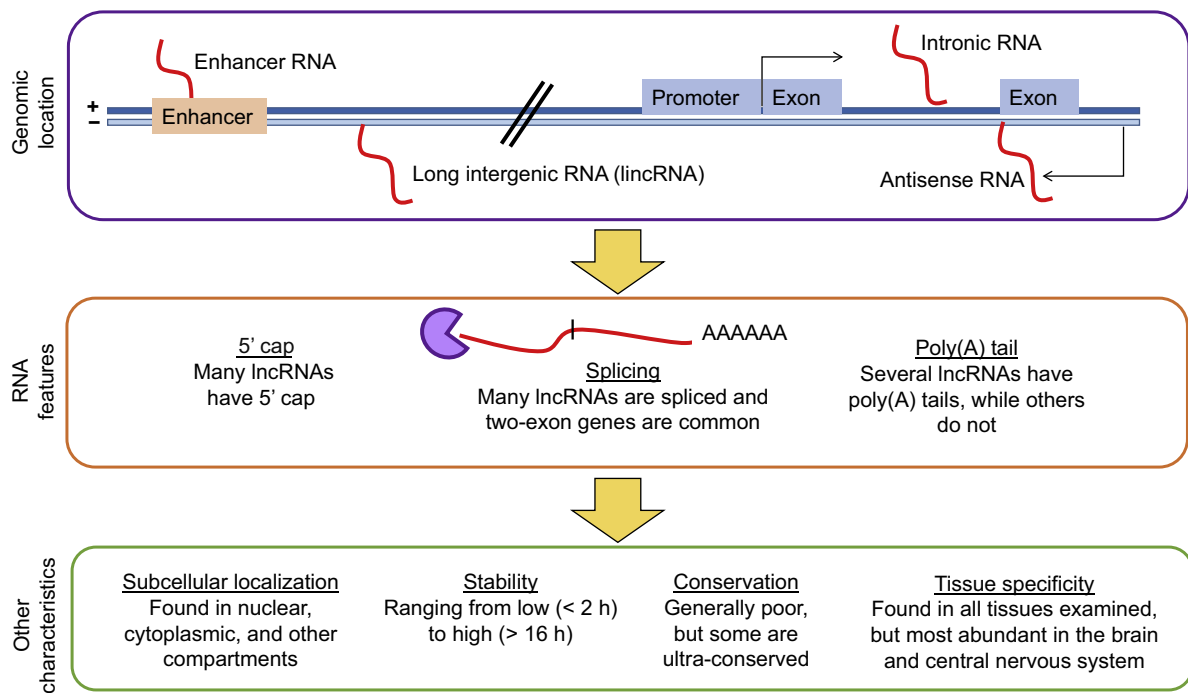 Genomic
location
Enhancer RNA
Intronic RNA
+
−
Enhancer
Promoter
Exon
Exon
Long intergenic RNA (lincRNA)
Antisense RNA
RNA
features
5' cap
Many lncRNAs
have 5' cap
AAAAAA
Splicing
Many lncRNAs are spliced and
two-exon genes are common
Poly(A) tail
Several lncRNAs have
poly(A) tails, while others
do not
Other
characteristics
Subcellular localization
Found in nuclear,
cytoplasmic, and other
compartments
Stability
Ranging from low (< 2 h)
to high (> 16 h)
Conservation
Generally poor,
but some are
ultra-conserved
Tissue specificity
Found in all tissues examined,
but most abundant in the brain
and central nervous system